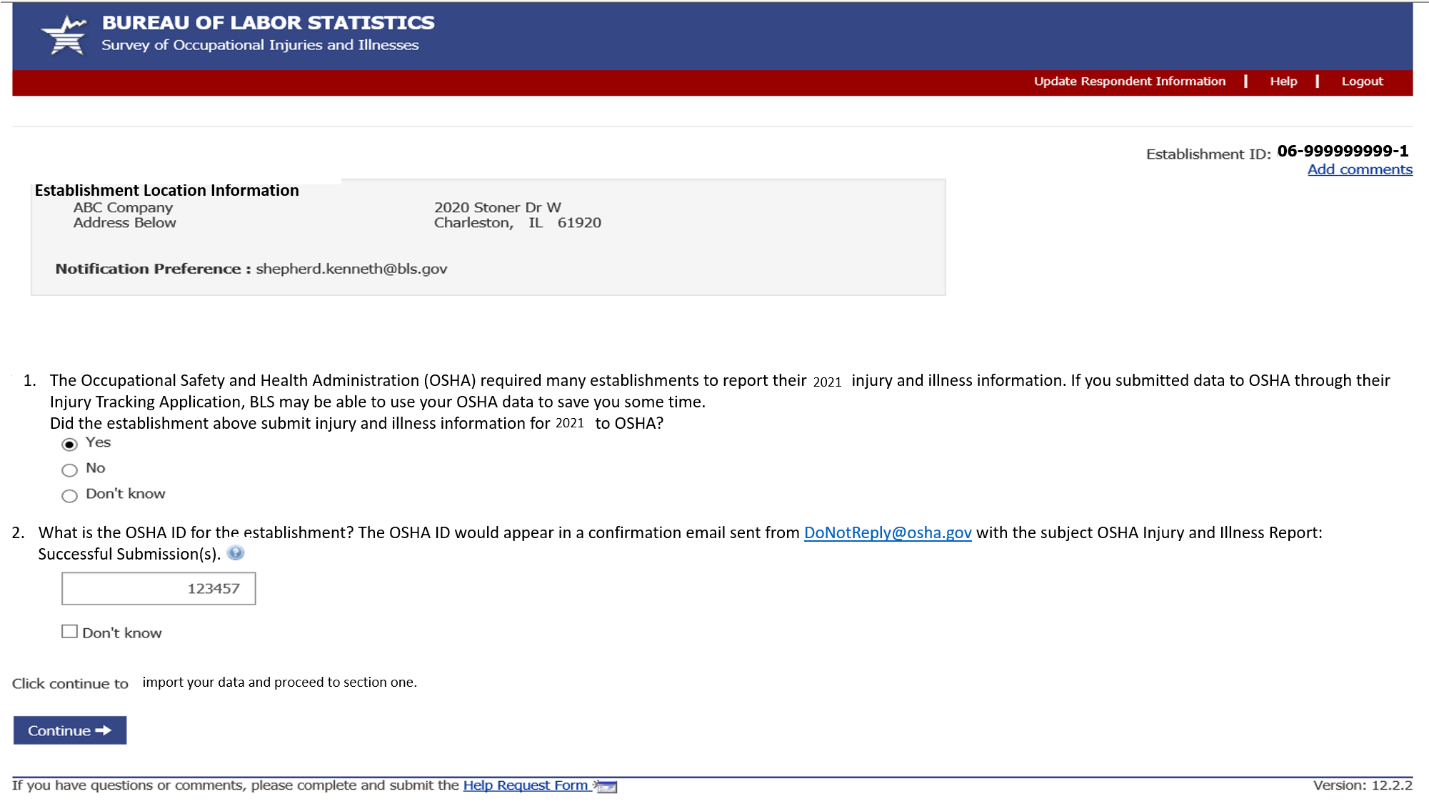 BUREAU OF LABOR STATISTICS
Survey of Occupational Injuries and Illnesses
Update Respondent Information | Help | Logout
Establishment ID: 06-999999999-1
Add comments
Establishment Location Information
ABC Company 2020 Stoner Dr W
Address Below Charleston, IL 61920
Notification Preference : shepherd.kenneth@bls.gov
1. The Occupational Safety and Health Administration (OSHA) required many establishments to report their 2021 injury and illness information. If you submitted data to OSHA through their
Injury Tracking Application, BLS may be able to use your OSHA data to save you some time.
Did the establishment above submit injury and illness information for 2021 to OSHA?
Yes
No
Don't know
2. What is the OSHA ID for the establishment? The OSHA ID would appear in a confirmation email sent from DoNotReply@osha.gov with the subject OSHA Injury and Illness Report:
Successful Submission(s).
123457
Don't know
Click continue to import your data and proceed to section one.
Continue
If you have questions or comments, please complete and submit the Help Request Form
Version: 12.2.2